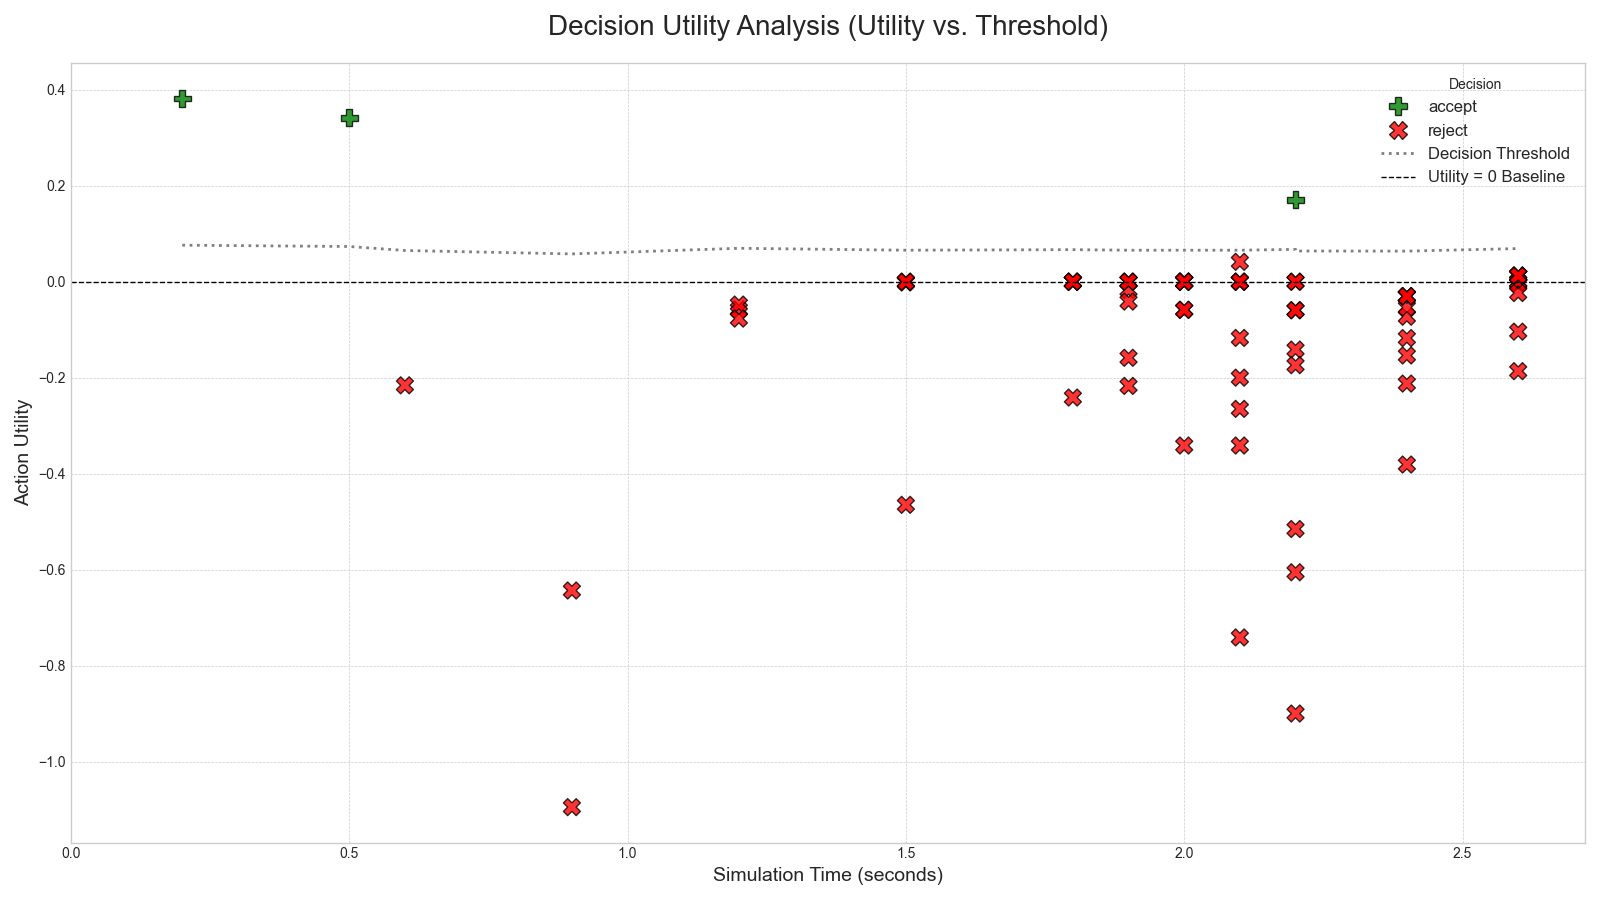 Decision Utility Analysis (Utility vs. Threshold)
Decision
accept
reject
Decision Threshold
Utility = 0 Baseline
Action Utility
0.4
0.2
0.0
−0.2
−0.4
−0.6
−0.8
−1.0
0.0
0.5
1.0
1.5
2.0
2.5
Simulation Time (seconds)